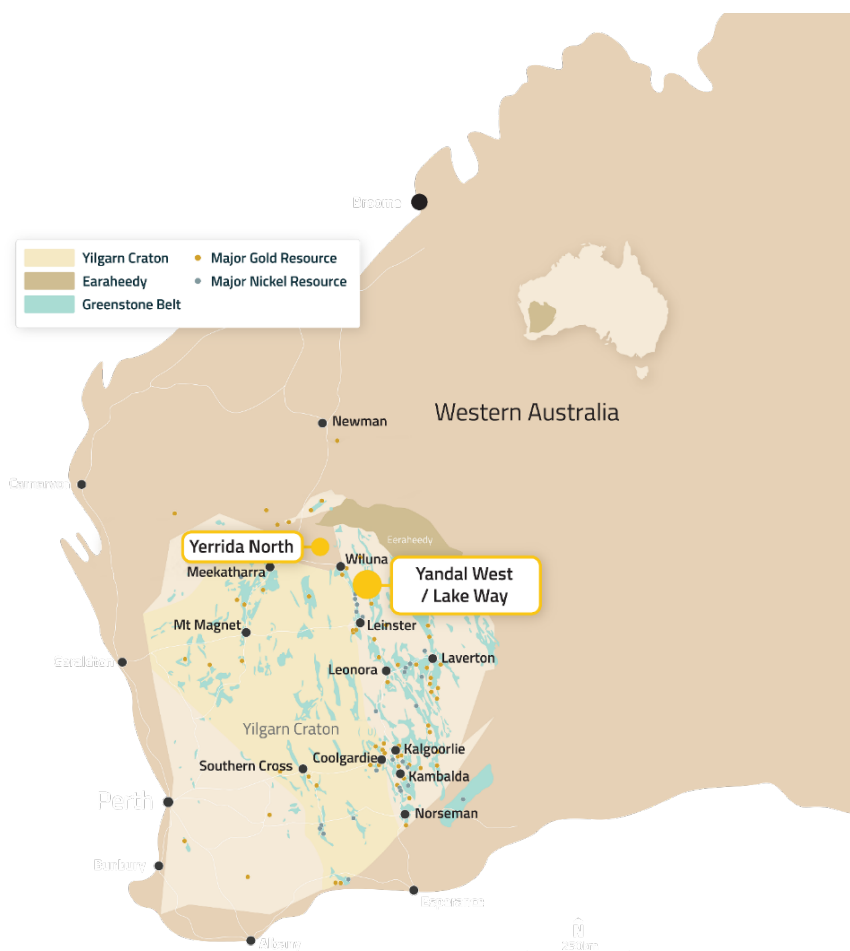 Broome
Yilgarn Craton
Earaheedy
Greenstone Belt
Major Gold Resource
Major Nickel Resource
Western Australia
Newman
Carnarvon
Eeraheedy
Yerrida North
Wiluna
Meekatharra
Yandal West
/ Lake Way
Mt Magnet
Leinster
Geraldton
Leonora
Laverton
Yilgarn Craton
Kalgoorlie
Coolgardie
Southern Cross
Kambalda
Perth
Norseman
Bunbury
Esperance
Albany
N